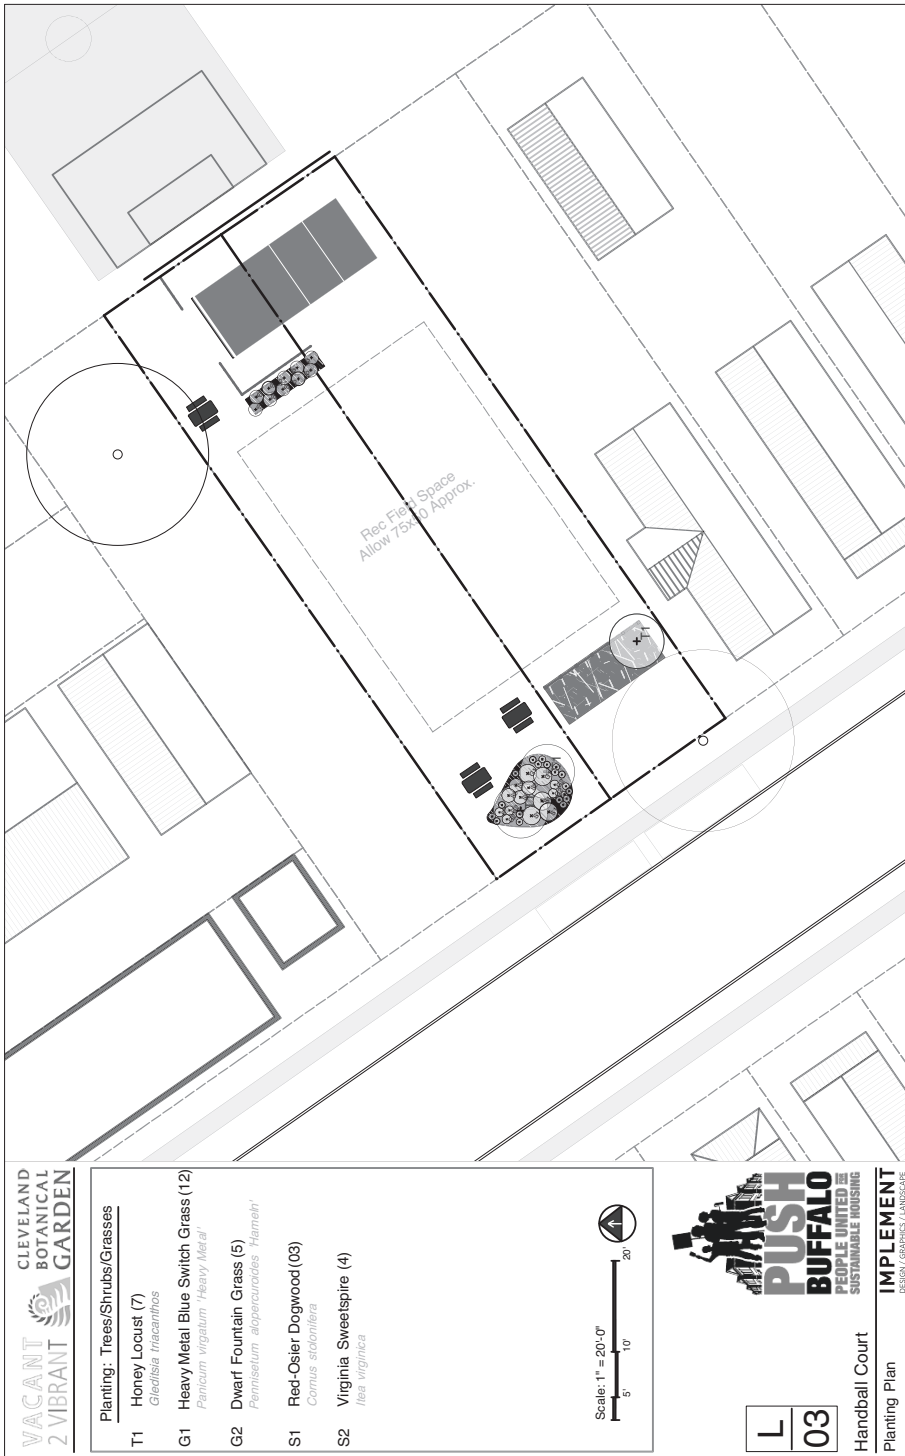 Rec Field Space
Allow 75x50 Approx.
T1
VACANT
2 VIBRANT
CLEVELAND
BOTANICAL
GARDEN
Planting: Trees/Shrubs/Grasses
T1 Honey Locust (7)
Gleditsia triacanthos
G1 Heavy Metal Blue Switch Grass (12)
Panicum virgatum 'Heavy Metal'
G2 Dwarf Fountain Grass (5)
Pennisetum alopercuroides 'Hameln'
S1 Red-Osier Dogwood (03)
Cornus stolonifera
S2 Virginia Sweetspire (4)
Itea virginica
Scale: 1" = 20'-0"
5' 10' 20'
PUSH
BUFFALO
PEOPLE UNITED FOR
SUSTAINABLE HOUSING
L
03
Handball Court
Planting Plan
IMPLEMENT
DESIGN / GRAPHICS / LANDSCAPE